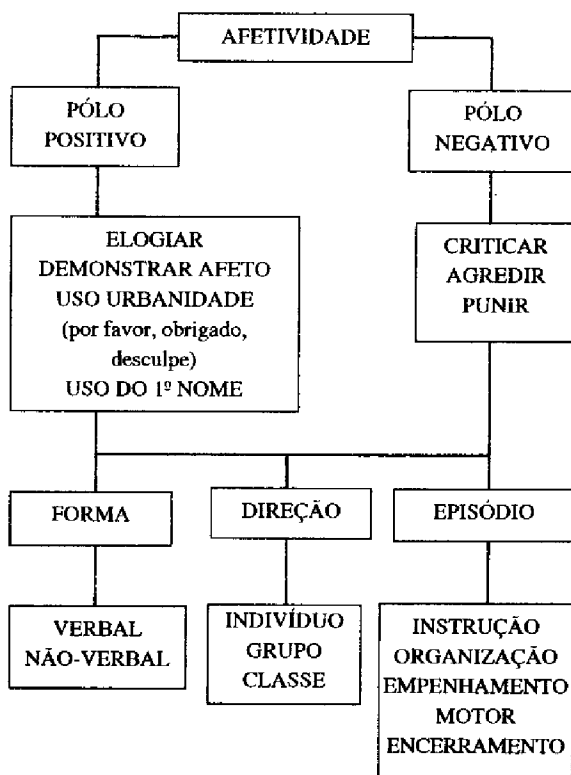 AFETIVIDADE
PÓLO
POSITIVO
PÓLO
NEGATIVO
ELOGIAR
DEMONSTRAR AFETO
USO URBANIDADE
(por favor, obrigado,
desculpe)
USO DO 1º NOME
CRITICAR
AGREDIR
PUNIR
FORMA
DIREÇÃO
EPISÓDIO
VERBAL
NÃO-VERBAL
INDIVÍDUO
GRUPO
CLASSE
INSTRUÇÃO
ORGANIZAÇÃO
EMPENHAMENTO
MOTOR
ENCERRAMENTO